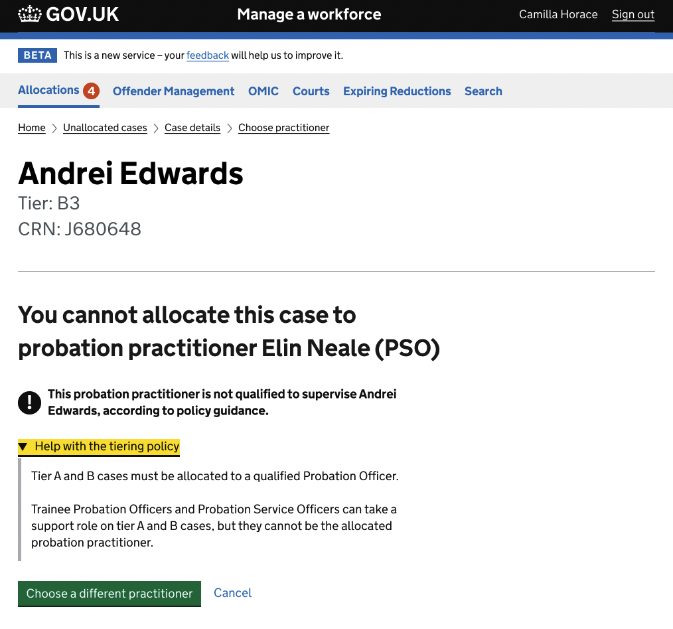 GOV.UK Manage a workforce Camilla Horace Sign out
BETA This is a new service – your feedback will help us to improve it.
Allocations 4 Offender Management OMIC Courts Expiring Reductions Search
Home > Unallocated cases > Case details > Choose practitioner
Andrei Edwards
Tier: B3
CRN: J680648
You cannot allocate this case to
probation practitioner Elin Neale (PSO)
! This probation practitioner is not qualified to supervise Andrei
Edwards, according to policy guidance.
▼ Help with the tiering policy
Tier A and B cases must be allocated to a qualified Probation Officer.
Trainee Probation Officers and Probation Service Officers can take a
support role on tier A and B cases, but they cannot be the allocated
probation practitioner.
Choose a different practitioner Cancel